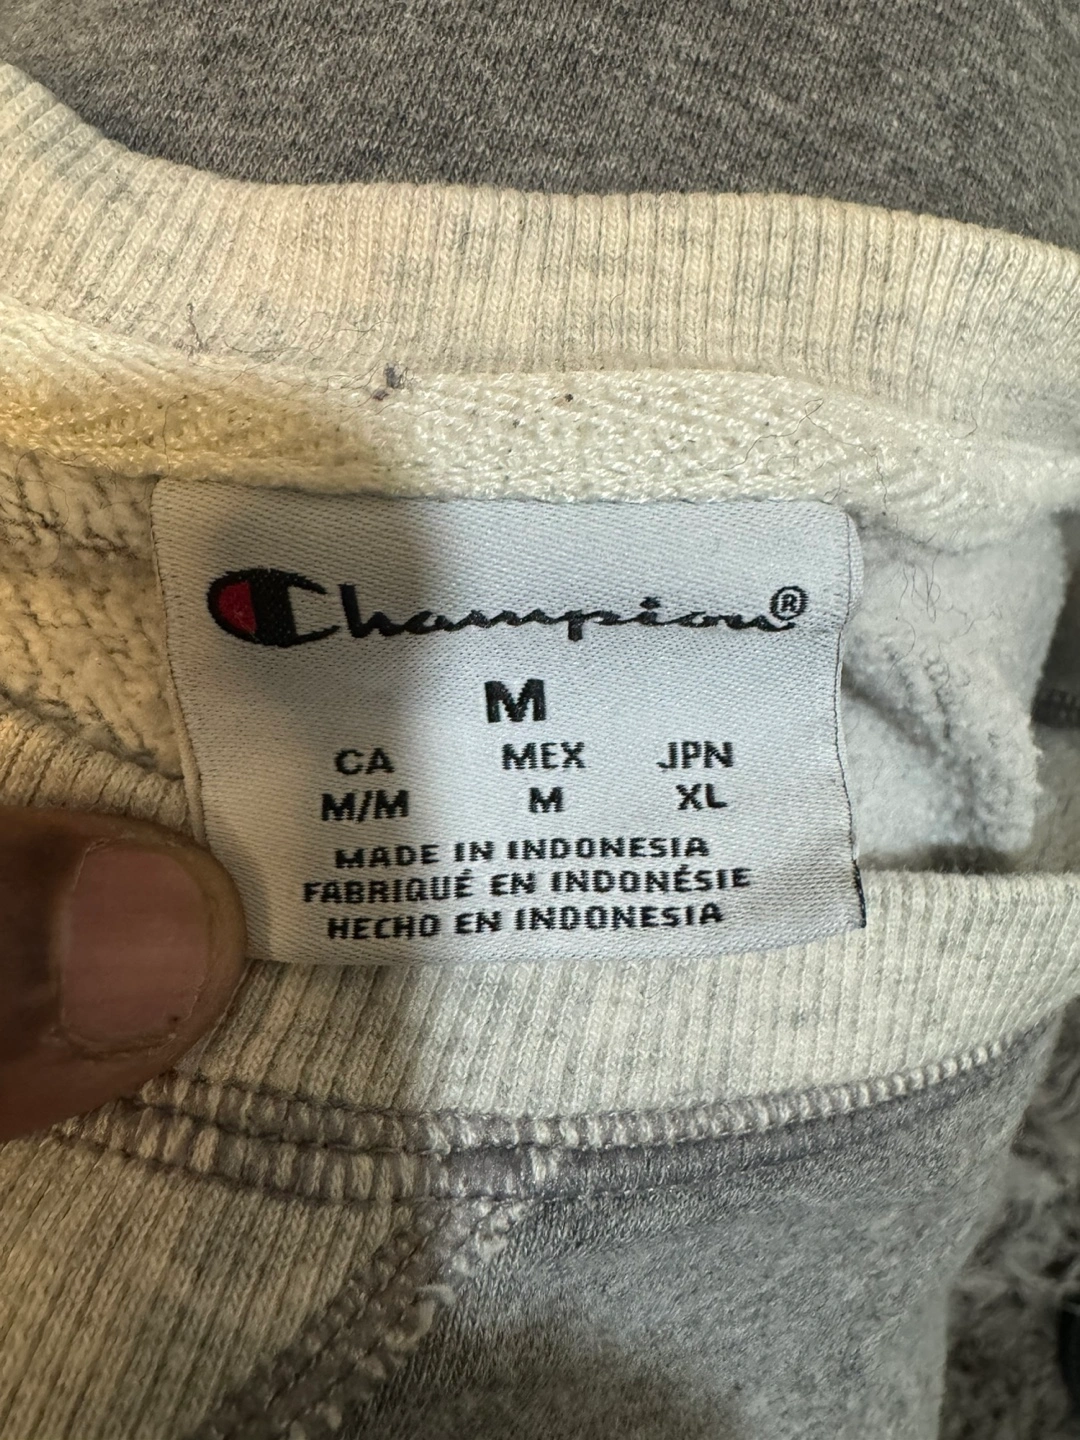 Champion®
M
CA MEX JPN
M/M M XL
MADE IN INDONESIA
FABRIQUÉ EN INDONÉSIE
HECHO EN INDONESIA